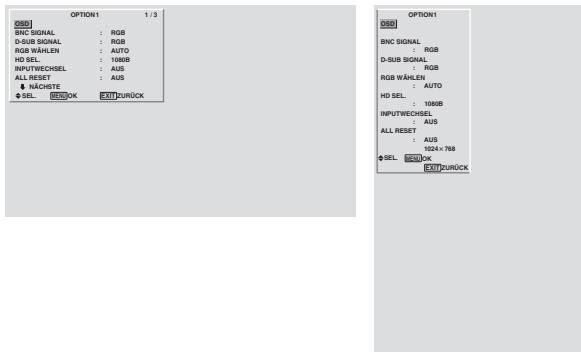 OPTION1 1 / 3
OSD
BNC SIGNAL : RGB
D-SUB SIGNAL : RGB
RGB WÄHLEN : AUTO
HD SEL. : 1080B
INPUTWECHSEL : AUS
ALL RESET : AUS
NÄCHSTE
SEL. MENU OK EXIT ZURÜCK
OPTION1
OSD
BNC SIGNAL
: RGB
D-SUB SIGNAL
: RGB
RGB WÄHLEN
: AUTO
HD SEL.
: 1080B
INPUTWECHSEL
: AUS
ALL RESET
: AUS
1024×768
SEL. MENU OK
EXIT ZURÜCK